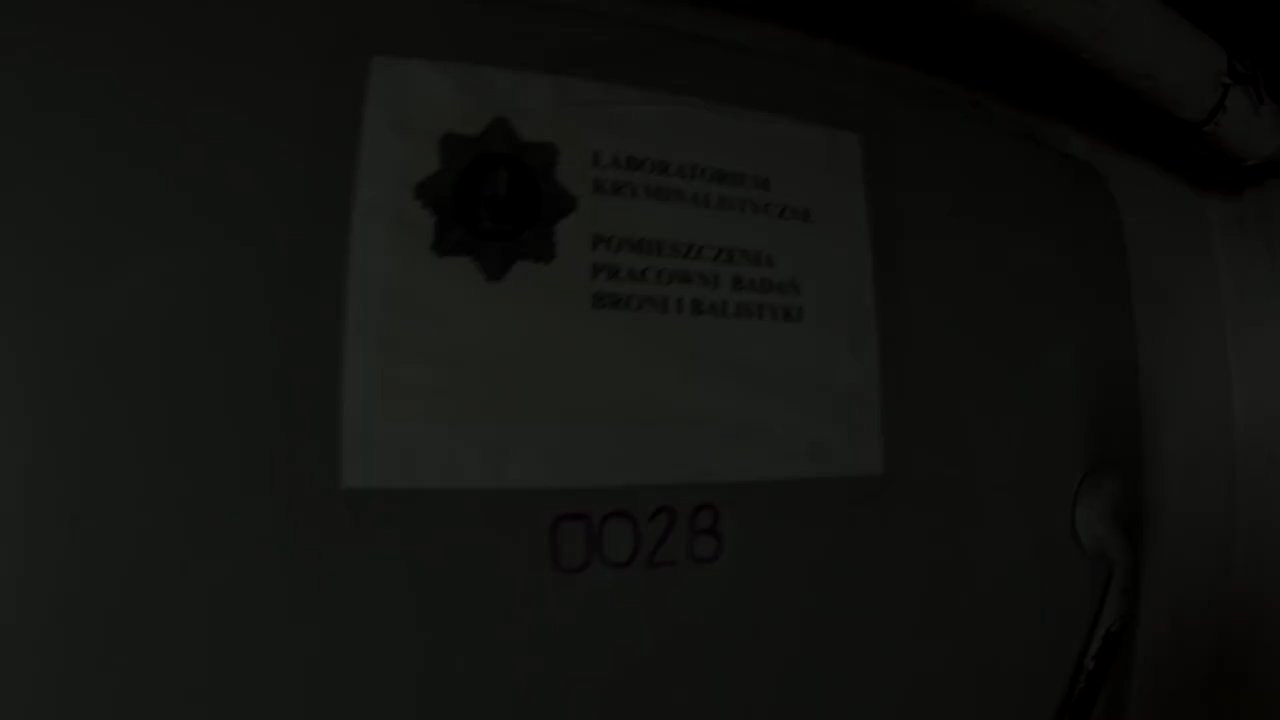 LABORATORIUM
KRYMINALISTYCZNE
POMIESZCZENIA
PRACOWNI BADAŃ
BRONI I BALISTYKI
0028